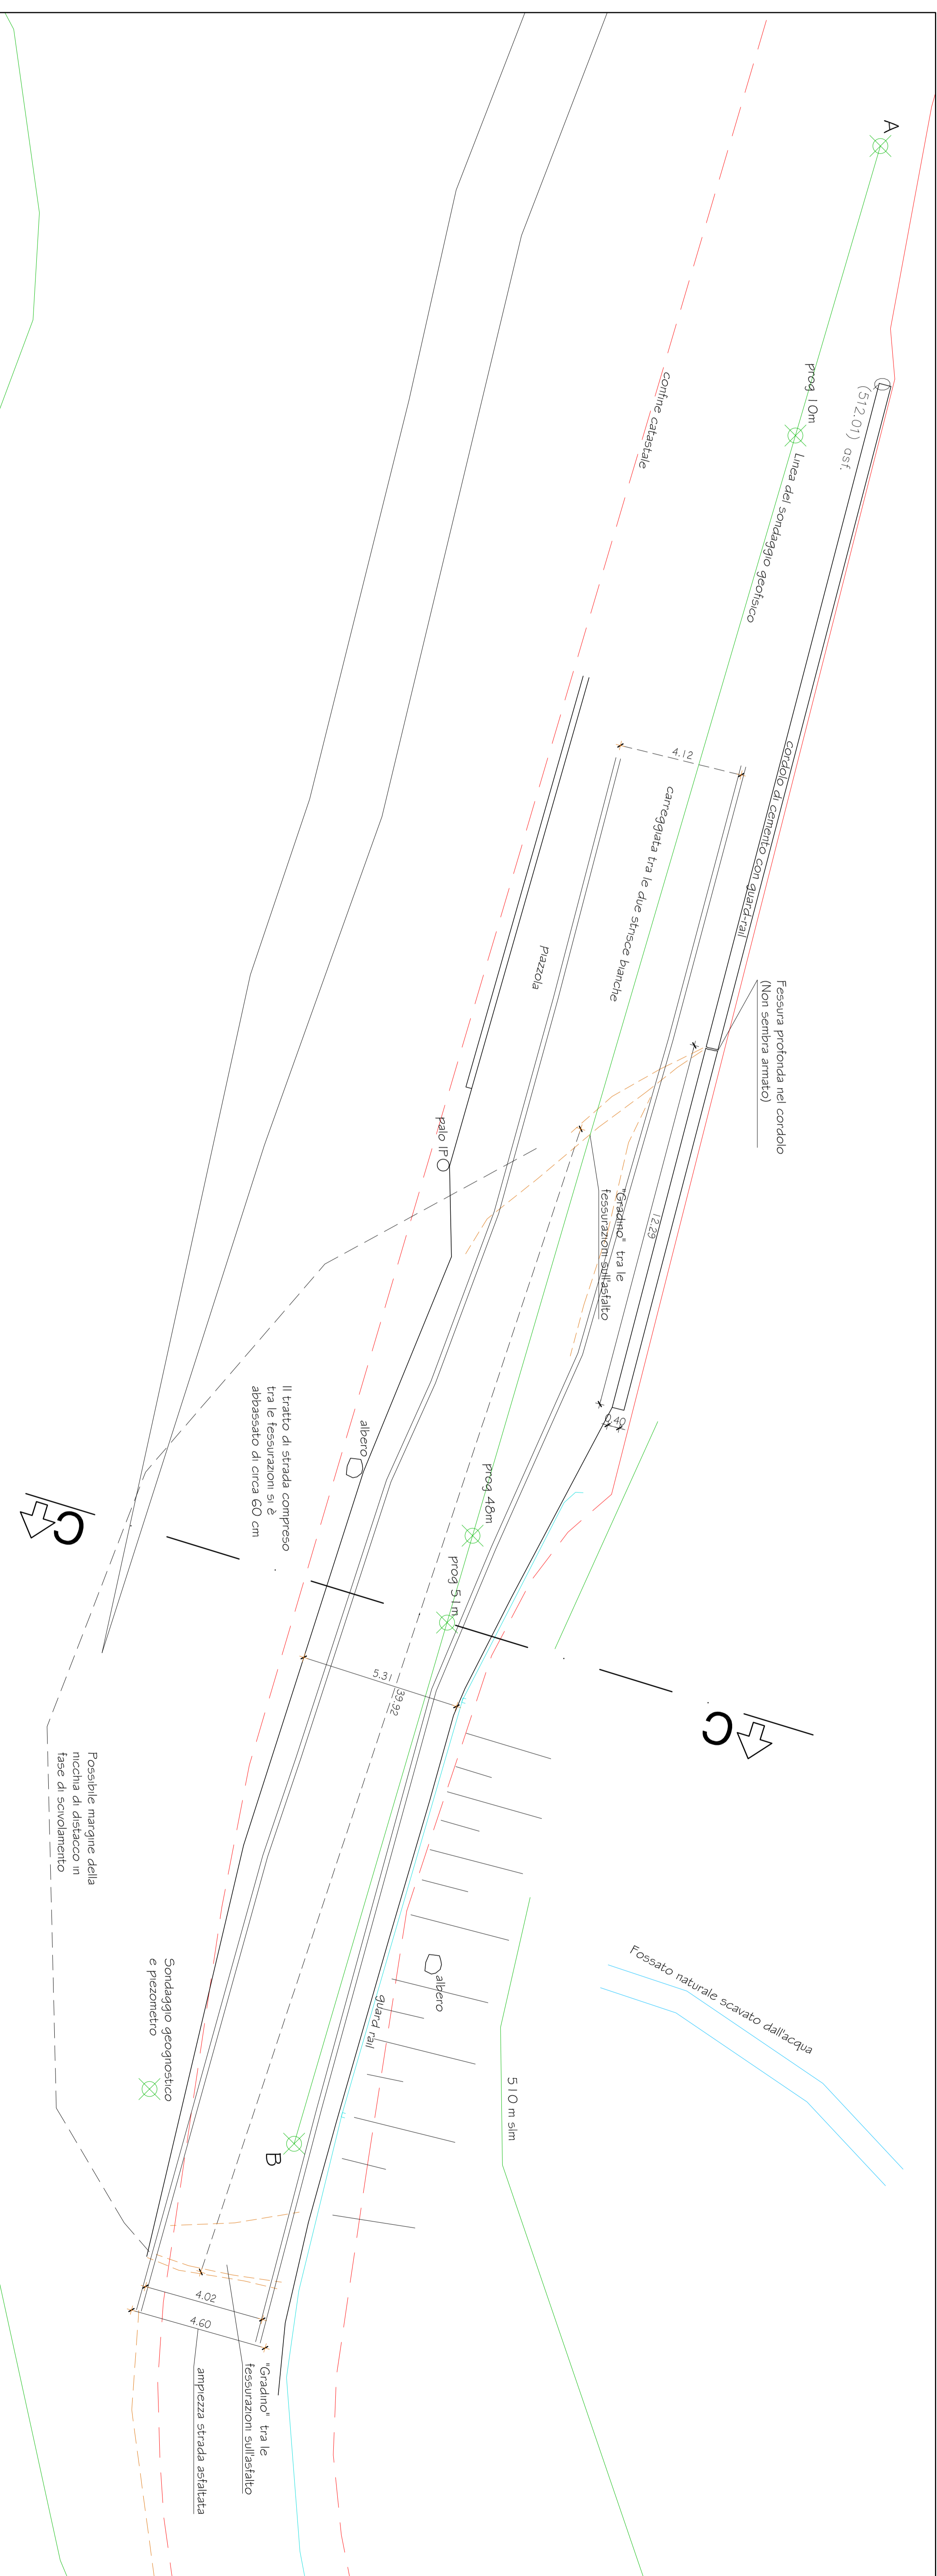 A
prog 10m
(512.01) asf.
confine catastale
Linea del sondaggio geofisico
4.12
cordolo di cemento con guard-rail
carreggiata tra le due strisce bianche
Piazzola
Fessura profonda nel cordolo
(Non sembra armato)
palo IP
"Gradino" tra le
fessurazioni sull'asfalto
12.29
0.40
Il tratto di strada compreso
tra le fessurazioni si è
abbassato di circa 60 cm
albero
prog 48m
prog 51m
C
C
5.31
39.92
Possibile margine della
nicchia di distacco in
fase di scivolamento
Sondaggio geognostico
e piezometro
albero
guard rail
Fossato naturale scavato dall'acqua
510 m slm
B
4.02
4.60
"Gradino" tra le
fessurazioni sull'asfalto
ampiezza strada asfaltata